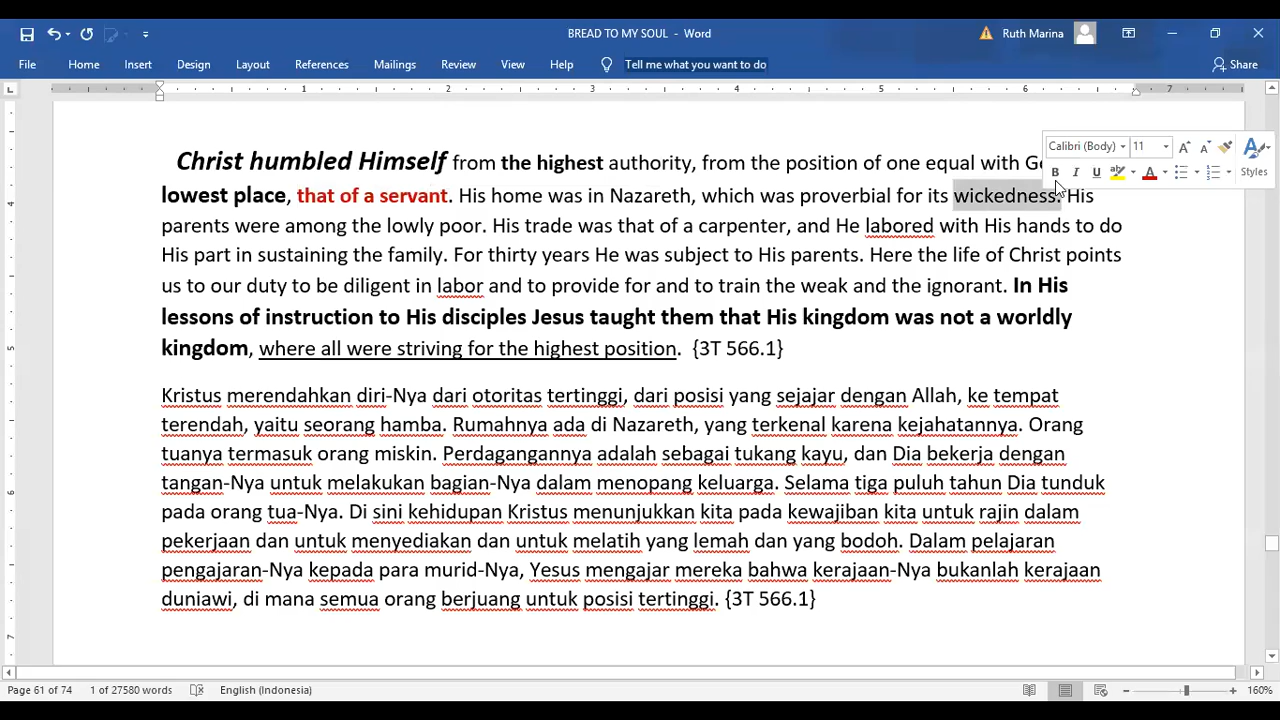 BREAD TO MY SOUL - Word
Ruth Marina
File Home Insert Design Layout References Mailings Review View Help Tell me what you want to do Share
1 2 3 4 5 6 7
Calibri (Body) 11
Styles
Christ humbled Himself from the highest authority, from the position of one equal with
lowest place, that of a servant. His home was in Nazareth, which was proverbial for its wickedness. His
parents were among the lowly poor. His trade was that of a carpenter, and He labored with His hands to do
His part in sustaining the family. For thirty years He was subject to His parents. Here the life of Christ points
us to our duty to be diligent in labor and to provide for and to train the weak and the ignorant. In His
lessons of instruction to His disciples Jesus taught them that His kingdom was not a worldly
kingdom, where all were striving for the highest position. {3T 566.1}
Kristus merendahkan diri-Nya dari otoritas tertinggi, dari posisi yang sejajar dengan Allah, ke tempat
terendah, yaitu seorang hamba. Rumahnya ada di Nazareth, yang terkenal karena kejahatannya. Orang
tuanya termasuk orang miskin. Perdagangannya adalah sebagai tukang kayu, dan Dia bekerja dengan
tangan-Nya untuk melakukan bagian-Nya dalam menopang keluarga. Selama tiga puluh tahun Dia tunduk
pada orang tua-Nya. Di sini kehidupan Kristus menunjukkan kita pada kewajiban kita untuk rajin dalam
pekerjaan dan untuk menyediakan dan untuk melatih yang lemah dan yang bodoh. Dalam pelajaran
pengajaran-Nya kepada para murid-Nya, Yesus mengajar mereka bahwa kerajaan-Nya bukanlah kerajaan
duniawi, di mana semua orang berjuang untuk posisi tertinggi. {3T 566.1}
4
5
6
7
Page 61 of 74 1 of 27580 words English (Indonesia) 160%